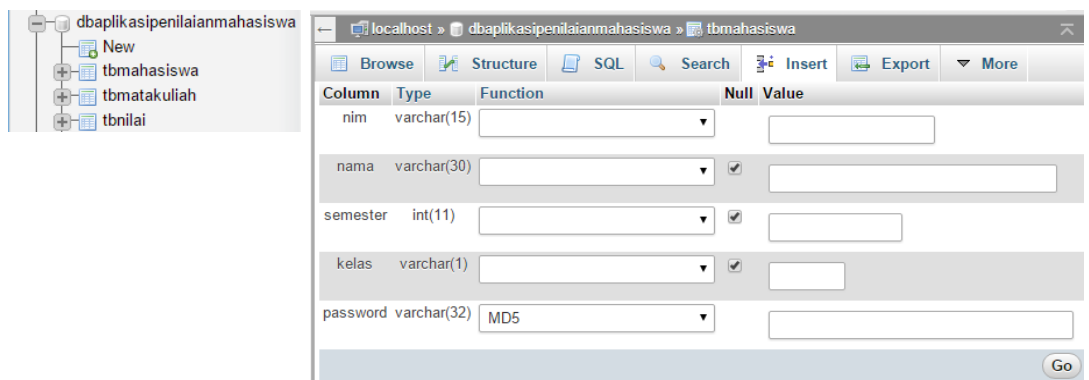 dbaplikasipenilaianmahasiswa
New
tbmahasiswa
tbmatakuliah
tbnilai
localhost » dbaplikasipenilaianmahasiswa » tbmahasiswa
Browse Structure SQL Search Insert Export More
Column Type Function Null Value
nim varchar(15)
nama varchar(30)
semester int(11)
kelas varchar(1)
password varchar(32) MD5
Go